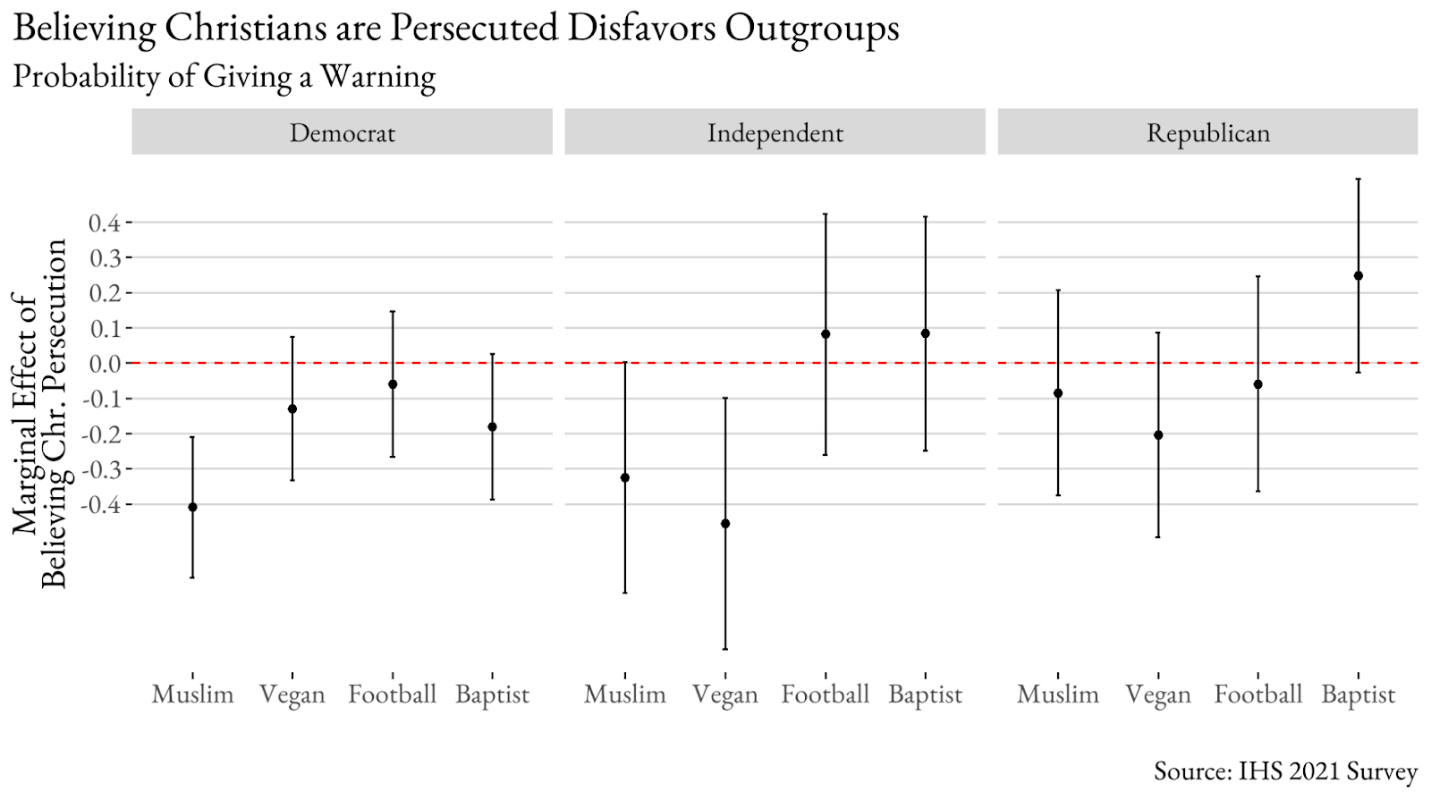 Believing Christians are Persecuted Disfavors Outgroups
Probability of Giving a Warning
Democrat
Independent
Republican
Marginal Effect of
Believing Chr. Persecution
0.4
0.3
0.2
0.1
0.0
-0.1
-0.2
-0.3
-0.4
Muslim Vegan Football Baptist
Muslim Vegan Football Baptist
Muslim Vegan Football Baptist
Source: IHS 2021 Survey